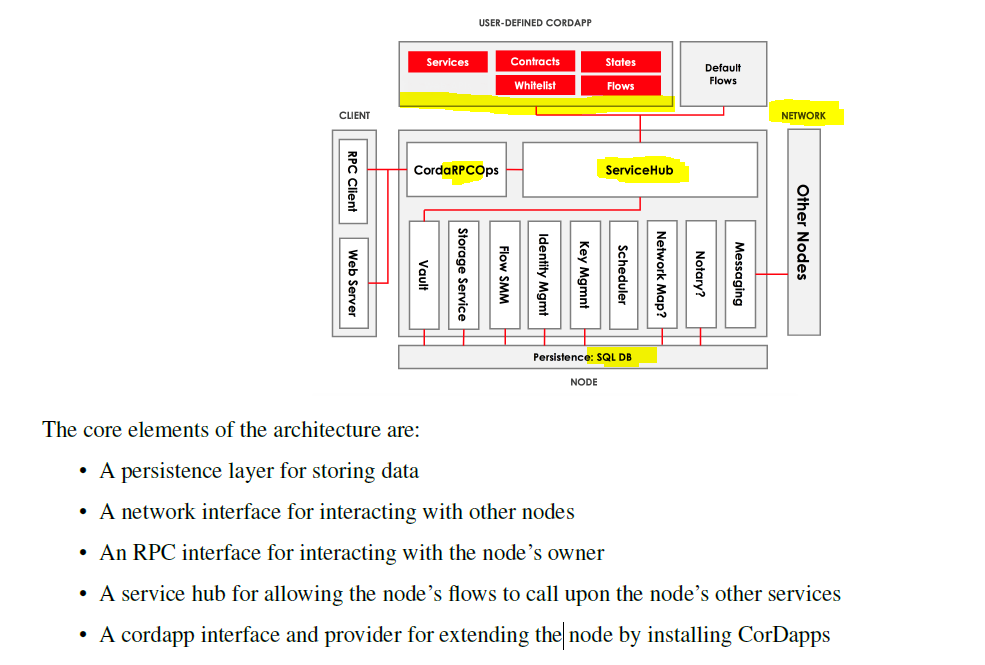 USER-DEFINED CORDAPP
Services
Contracts
States
Whitelist
Flows
Default
Flows
CLIENT
NETWORK
RPC Client
Web Server
CordaRPCOps
ServiceHub
Vault
Storage Service
Flow SMM
Identity Mgmt
Key Mgmnt
Scheduler
Network Map?
Notary?
Messaging
Other Nodes
Persistence: SQL DB
NODE
The core elements of the architecture are:
• A persistence layer for storing data
• A network interface for interacting with other nodes
• An RPC interface for interacting with the node’s owner
• A service hub for allowing the node’s flows to call upon the node’s other services
• A cordapp interface and provider for extending the node by installing CorDapps